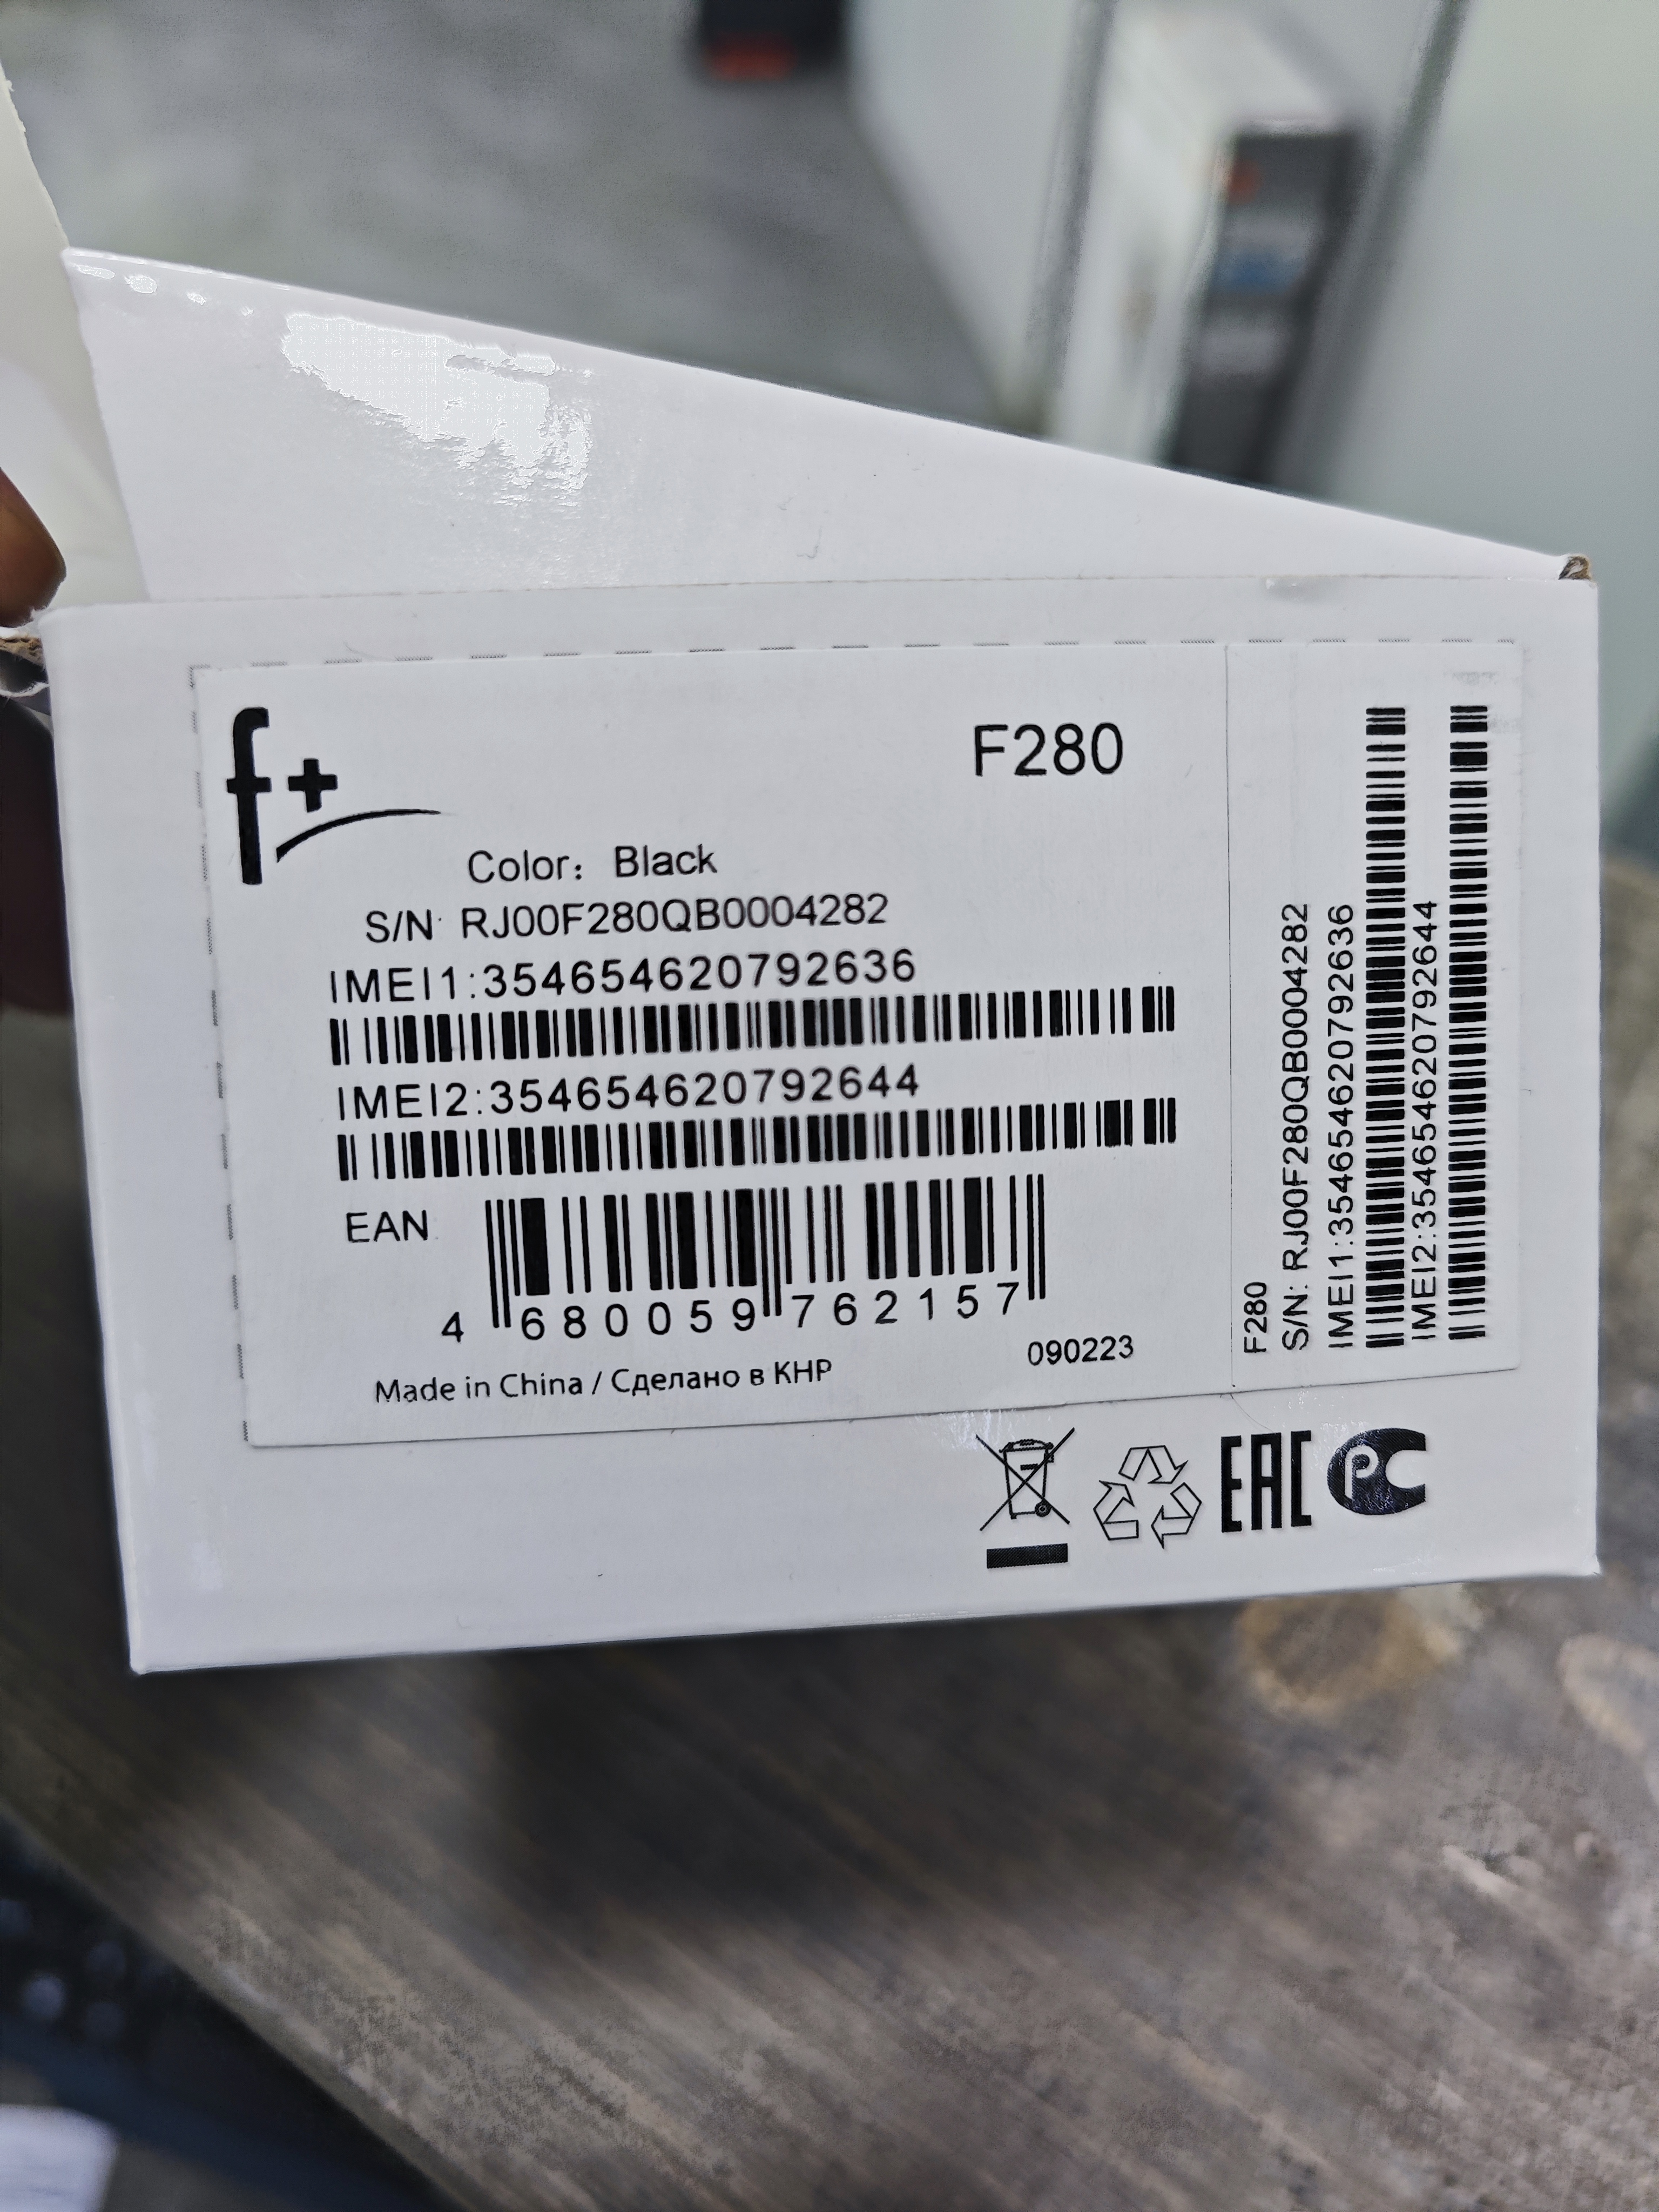 f+
F280
Color: Black
S/N: RJ00F280QB0004282
IMEI1:354654620792636
IMEI2:354654620792644
EAN
4 680059 762157
Made in China / Сделано в КНР
090223
F280
S/N: RJ00F280QB0004282
IMEI1:354654620792636
IMEI2:354654620792644
EAC
PC